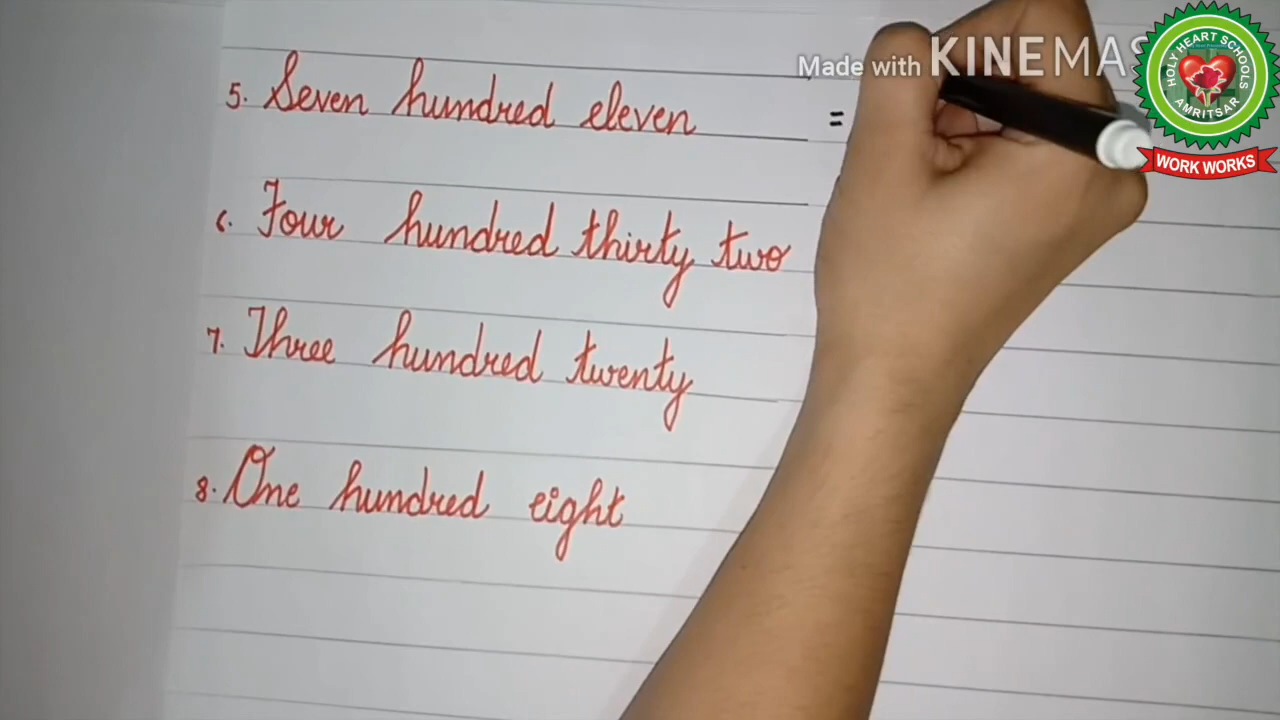 Made with KINEMAS
HOLY HEART SCHOOLS
AMRITSAR
WORK WORKS
5. Seven hundred eleven =
6. Four hundred thirty two
7. Three hundred twenty
8. One hundred eight